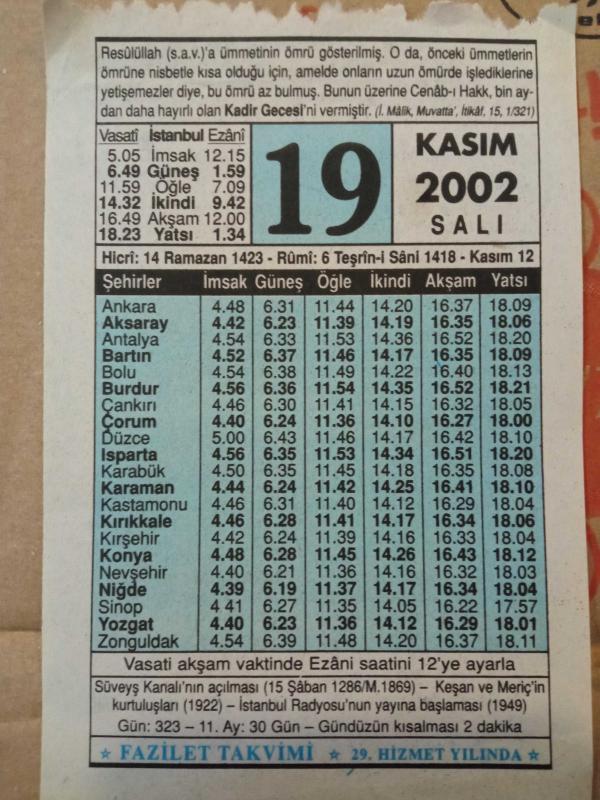 Resûlüllah (s.a.v.)'a ümmetinin ömrü gösterilmiş. O da, önceki ümmetlerin
ömrüne nisbetle kısa olduğu için, amelde onların uzun ömürde işlediklerine
yetişemezler diye, bu ömrü az bulmuş. Bunun üzerine Cenâb-ı Hakk, bin ay-
dan daha hayırlı olan Kadir Gecesi'ni vermiştir. (İ. Mâlik, Muvatta', İtikâf, 15, 1/321)
Vasatî İstanbul Ezânî
5.05 İmsak 12.15
6.49 Güneş 1.59
11.59 Öğle 7.09
14.32 İkindi 9.42
16.49 Akşam 12.00
18.23 Yatsı 1.34
19
KASIM
2002
SALI
Hicrî: 14 Ramazan 1423 - Rûmî: 6 Teşrîn-i Sâni 1418 - Kasım 12
Şehirler İmsak Güneş Öğle İkindi Akşam Yatsı
Ankara 4.48 6.31 11.44 14.20 16.37 18.09
Aksaray 4.42 6.23 11.39 14.19 16.35 18.06
Antalya 4.54 6.33 11.53 14.36 16.52 18.20
Bartın 4.52 6.37 11.46 14.17 16.35 18.09
Bolu 4.54 6.38 11.49 14.22 16.40 18.13
Burdur 4.56 6.36 11.54 14.35 16.52 18.21
Çankırı 4.46 6.30 11.41 14.15 16.32 18.05
Çorum 4.40 6.24 11.36 14.10 16.27 18.00
Düzce 5.00 6.43 11.46 14.17 16.42 18.10
Isparta 4.56 6.35 11.53 14.34 16.51 18.20
Karabük 4.50 6.35 11.45 14.18 16.35 18.08
Karaman 4.44 6.24 11.42 14.25 16.41 18.10
Kastamonu 4.46 6.31 11.40 14.12 16.29 18.04
Kırıkkale 4.46 6.28 11.41 14.17 16.34 18.06
Kırşehir 4.42 6.24 11.39 14.16 16.33 18.04
Konya 4.48 6.28 11.45 14.26 16.43 18.12
Nevşehir 4.40 6.21 11.36 14.16 16.32 18.03
Niğde 4.39 6.19 11.37 14.17 16.34 18.04
Sinop 4 41 6.27 11.35 14.05 16.22 17.57
Yozgat 4.40 6.23 11.36 14.12 16.29 18.01
Zonguldak 4.54 6.39 11.48 14.20 16.37 18.11
Vasati akşam vaktinde Ezâni saatini 12'ye ayarla
Süveyş Kanalı'nın açılması (15 Şâban 1286/M.1869) – Keşan ve Meriç'in
kurtuluşları (1922) – İstanbul Radyosu'nun yayına başlaması (1949)
Gün: 323 – 11. Ay: 30 Gün – Gündüzün kısalması 2 dakika
FAZİLET TAKVİMİ ☆ 29. HİZMET YILINDA